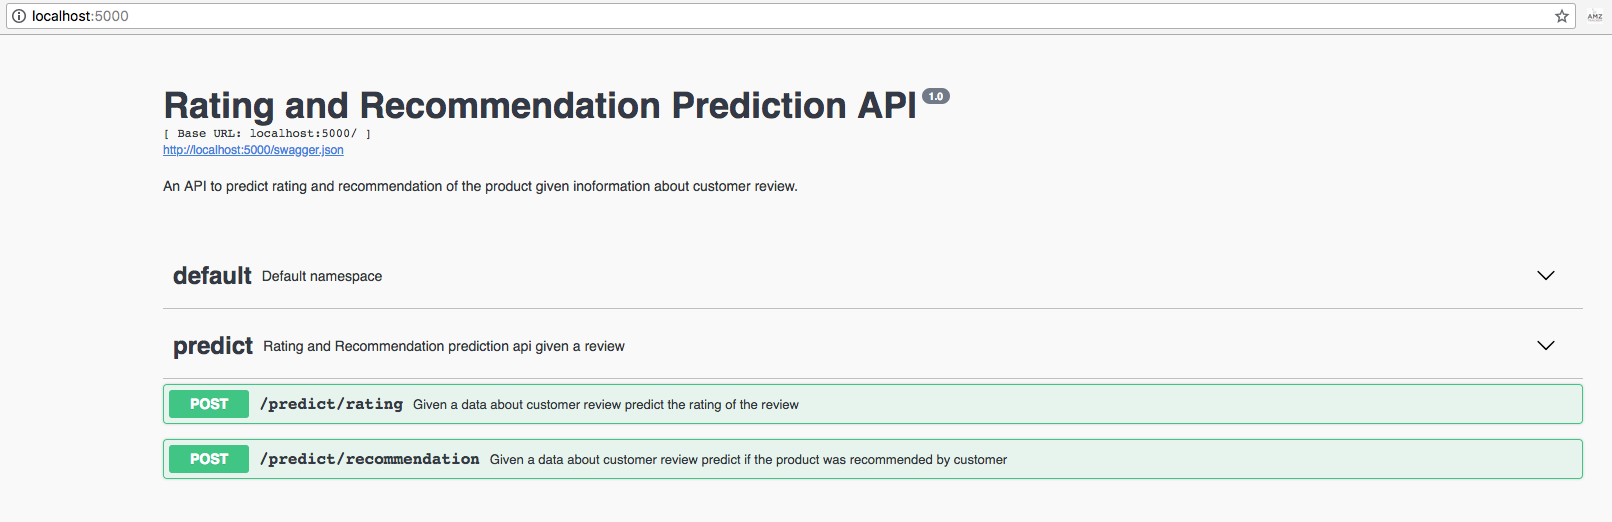 localhost:5000
AMZ
Rating and Recommendation Prediction API 1.0
[ Base URL: localhost:5000/ ]
http://localhost:5000/swagger.json
An API to predict rating and recommendation of the product given inoformation about customer review.
default Default namespace
predict Rating and Recommendation prediction api given a review
POST /predict/rating Given a data about customer review predict the rating of the review
POST /predict/recommendation Given a data about customer review predict if the product was recommended by customer